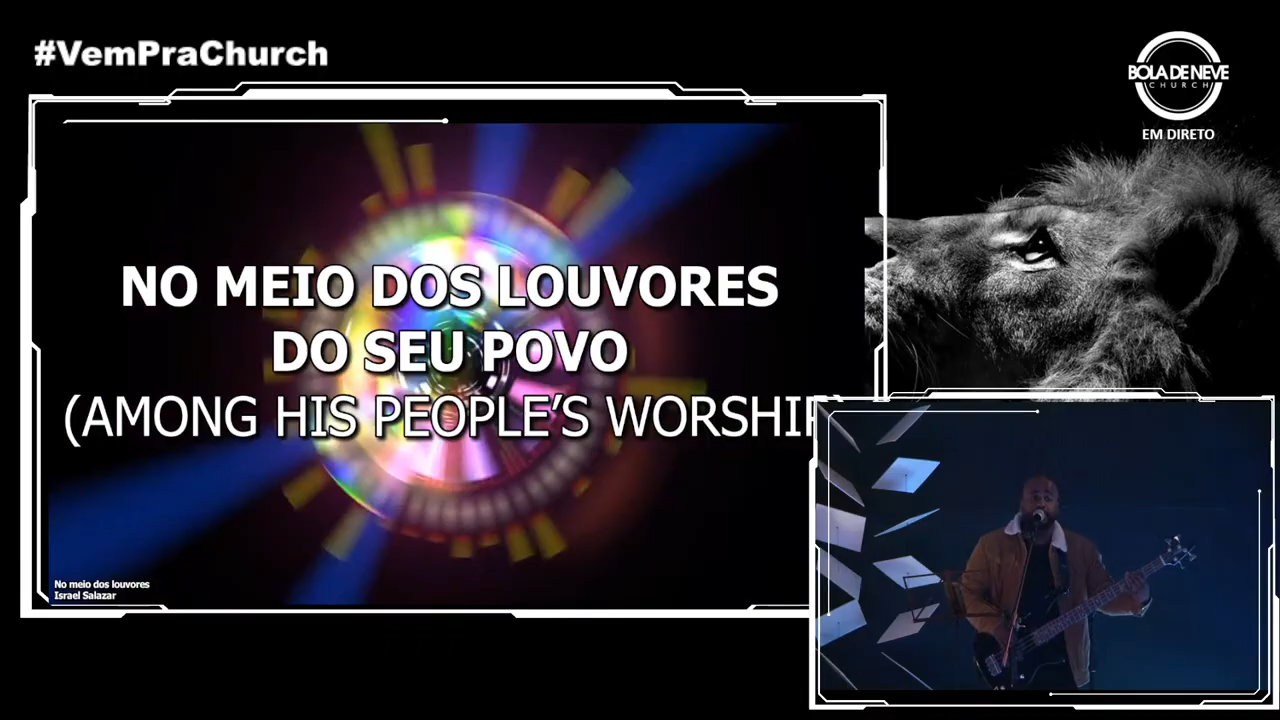 #VemPraChurch
BOLA DE NEVE
CHURCH
EM DIRETO
NO MEIO DOS LOUVORES
DO SEU POVO
(AMONG HIS PEOPLE'S WORSHIP)
No meio dos louvores
Israel Salazar